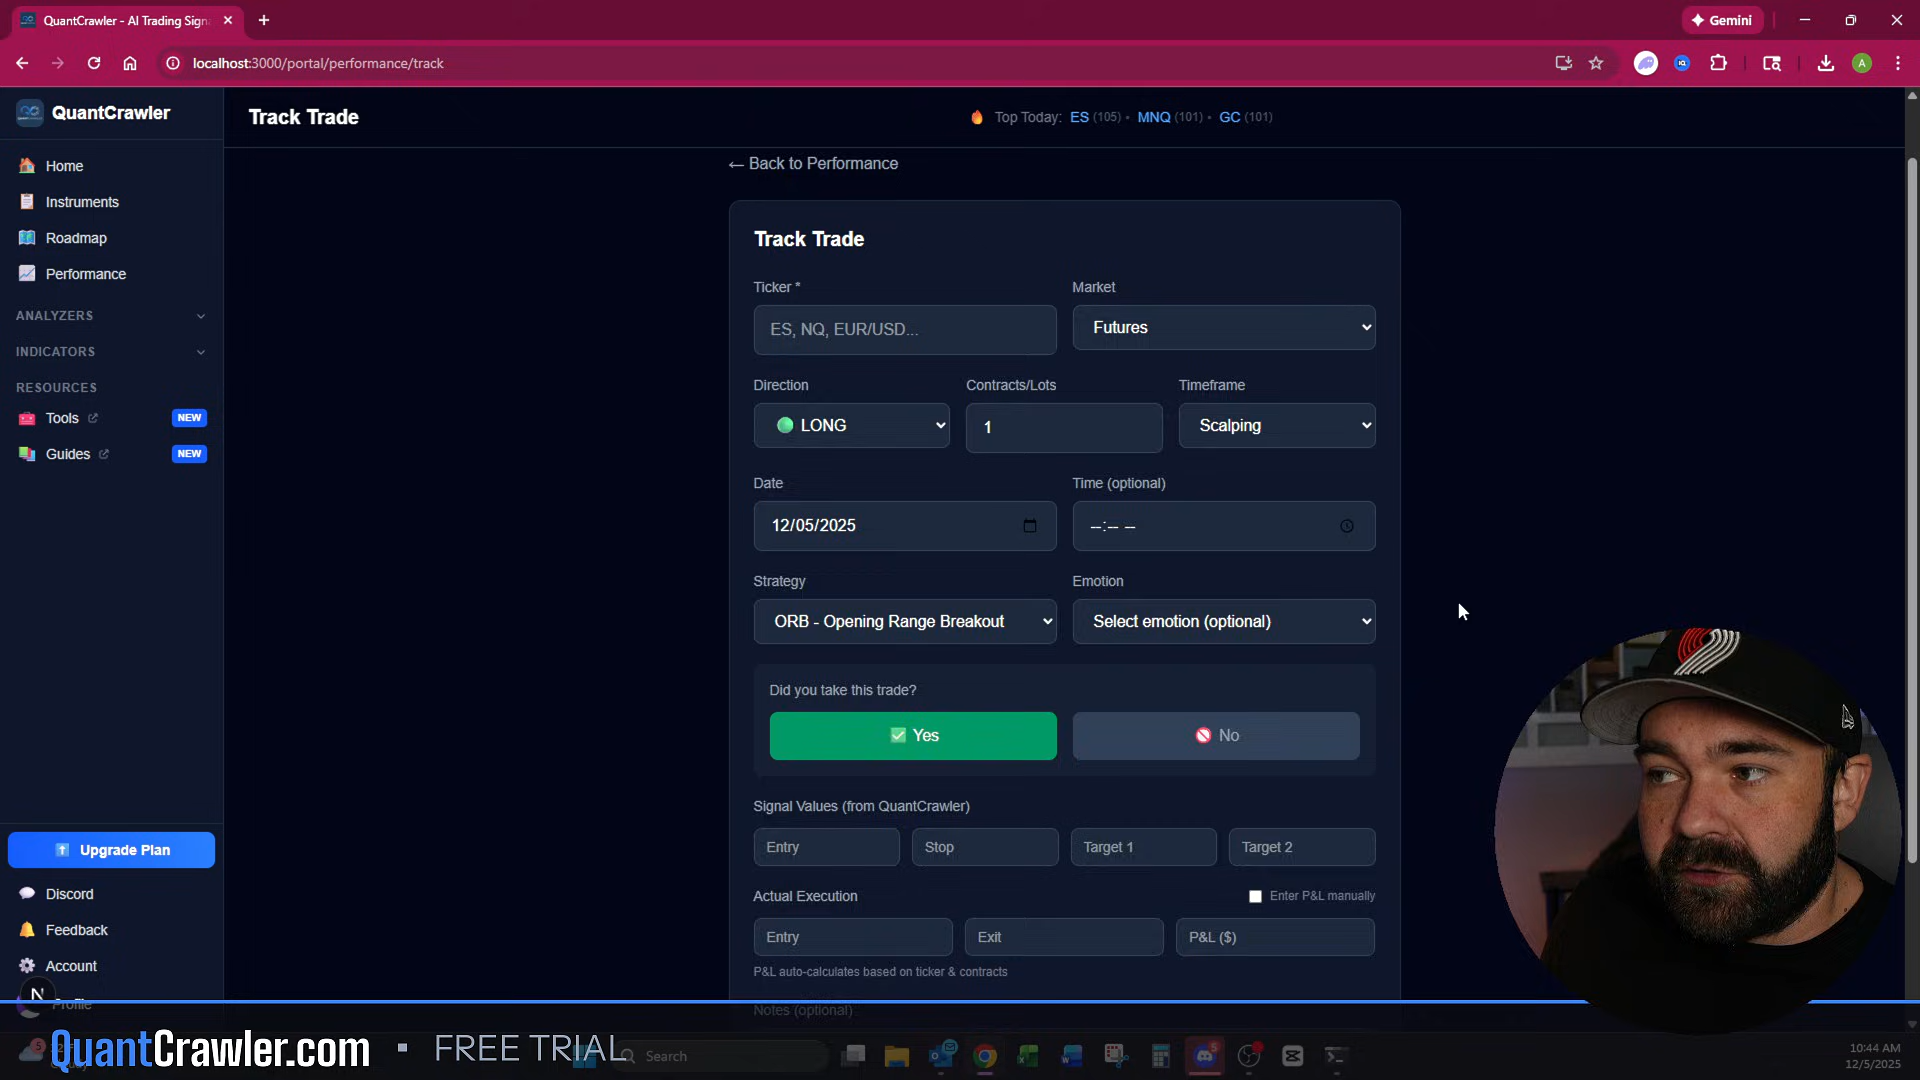 QuantCrawler - AI Trading Sign
Gemini
localhost:3000/portal/performance/track
QuantCrawler
Track Trade
Top Today: ES (105) • MNQ (101) • GC (101)
Home
Instruments
Roadmap
Performance
ANALYZERS
INDICATORS
RESOURCES
Tools NEW
Guides NEW
← Back to Performance
Track Trade
Ticker *
Market
ES, NQ, EUR/USD...
Futures
Direction
Contracts/Lots
Timeframe
LONG
1
Scalping
Date
Time (optional)
12/05/2025
--:-- --
Strategy
Emotion
ORB - Opening Range Breakout
Select emotion (optional)
Did you take this trade?
Yes
No
Signal Values (from QuantCrawler)
Entry
Stop
Target 1
Target 2
Actual Execution
Enter P&L manually
Entry
Exit
P&L ($)
P&L auto-calculates based on ticker & contracts
Notes (optional)
Upgrade Plan
Discord
Feedback
Account
N
Profile
QuantCrawler.com ▪ FREE TRIAL
Search
10:44 AM
12/5/2025